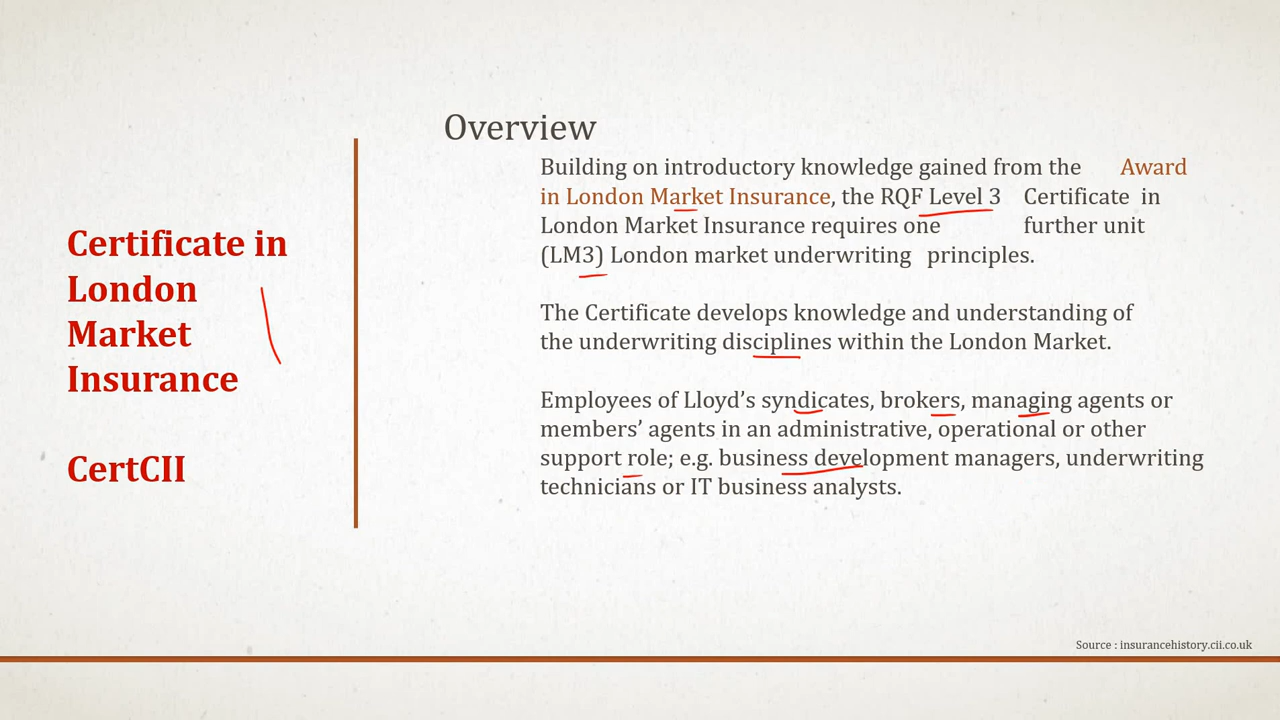 Certificate in
London
Market
Insurance
CertCII
Overview
Building on introductory knowledge gained from the Award
in London Market Insurance, the RQF Level 3 Certificate in
London Market Insurance requires one further unit
(LM3) London market underwriting principles.
The Certificate develops knowledge and understanding of
the underwriting disciplines within the London Market.
Employees of Lloyd’s syndicates, brokers, managing agents or
members’ agents in an administrative, operational or other
support role; e.g. business development managers, underwriting
technicians or IT business analysts.
Source : insurancehistory.cii.co.uk